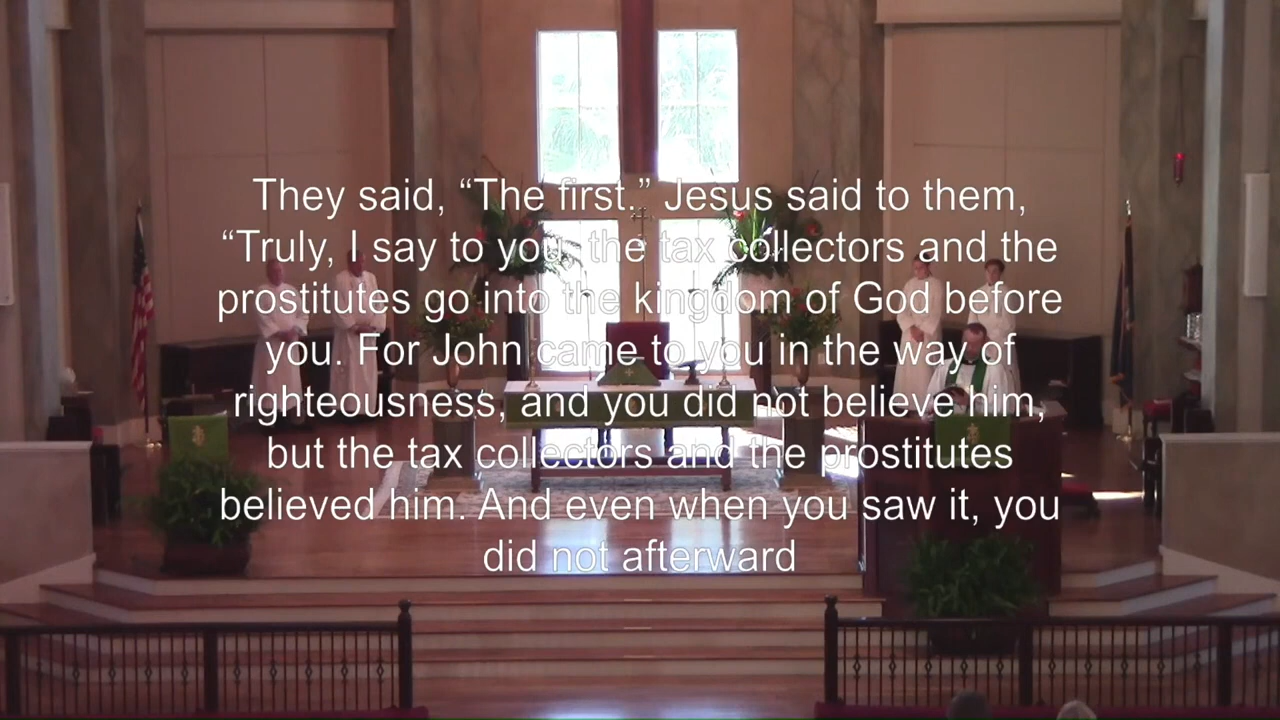 They said, “The first.” Jesus said to them,
“Truly, I say to you, the tax collectors and the
prostitutes go into the kingdom of God before
you. For John came to you in the way of
righteousness, and you did not believe him,
but the tax collectors and the prostitutes
believed him. And even when you saw it, you
did not afterward